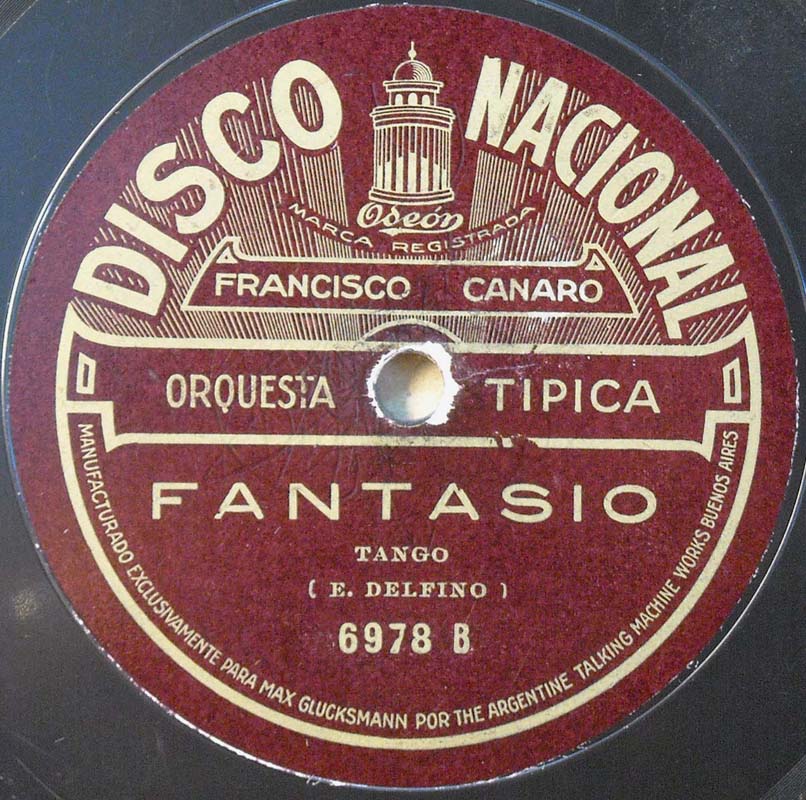 DISCO NACIONAL
Odeón
MARCA REGISTRADA
FRANCISCO CANARO
ORQUESTA TIPICA
FANTASIO
TANGO
( E. DELFINO )
6978 B
MANUFACTURADO EXCLUSIVAMENTE PARA MAX GLUCKSMANN POR THE ARGENTINE TALKING MACHINE WORKS BUENOS AIRES